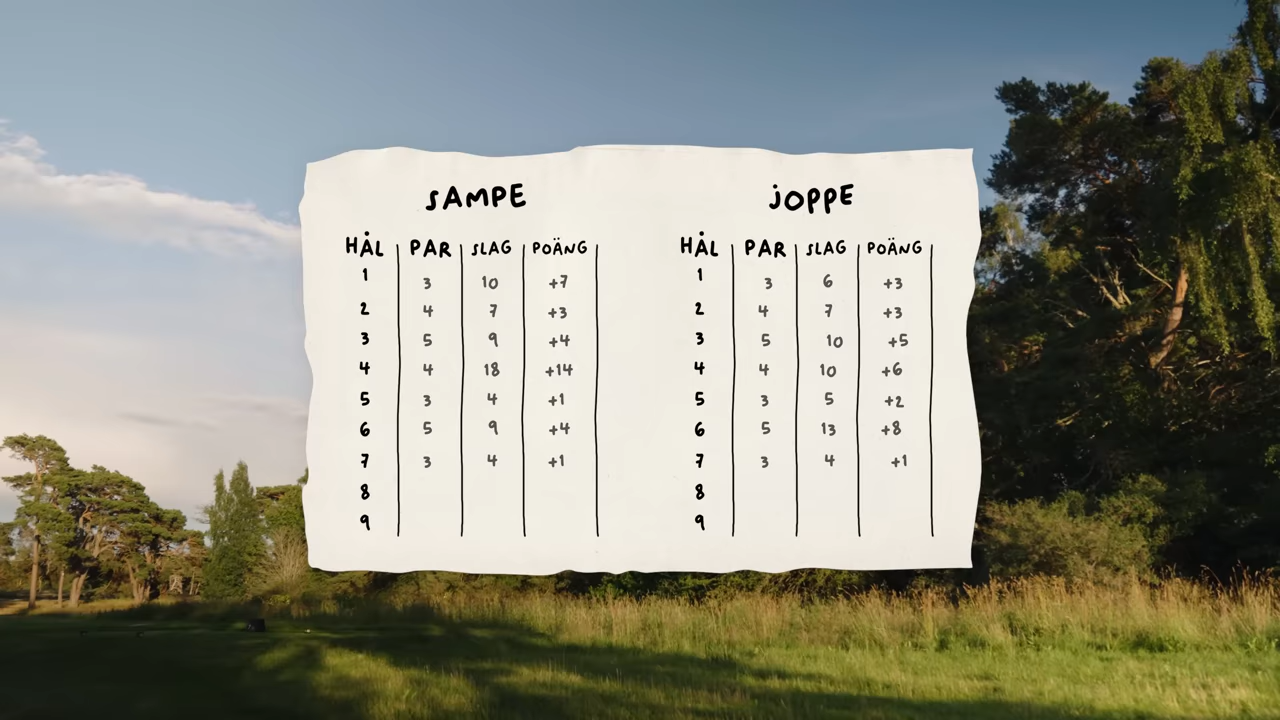 SAMPE JOPPE
HÅL PAR SLAG POÄNG HÅL PAR SLAG POÄNG
1 3 10 +7 1 3 6 +3
2 4 7 +3 2 4 7 +3
3 5 9 +4 3 5 10 +5
4 4 18 +14 4 4 10 +6
5 3 4 +1 5 3 5 +2
6 5 9 +4 6 5 13 +8
7 3 4 +1 7 3 4 +1
8 8
9 9